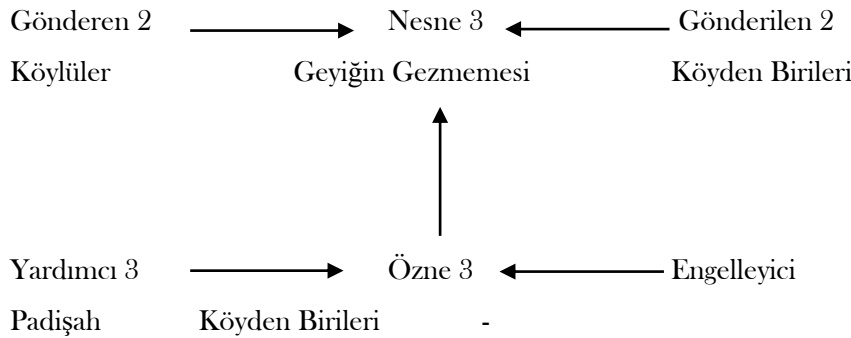 Gönderen 2 Nesne 3 Gönderilen 2
Köylüler Geyiğin Gezmemesi Köyden Birileri
Yardımcı 3 Özne 3 Engelleyici
Padişah Köyden Birileri -